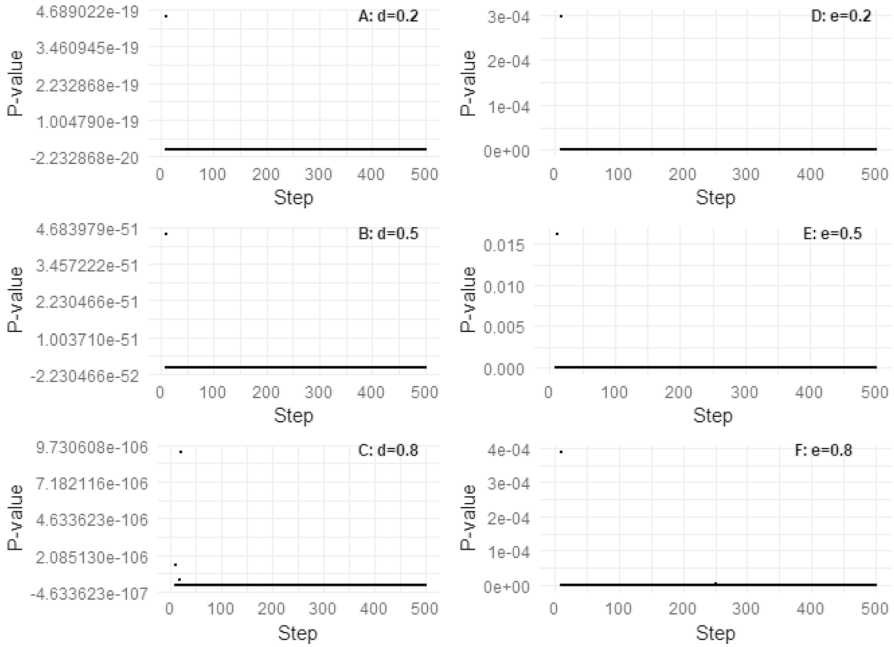 A: d=0.2
P-value
4.689022e-19
3.460945e-19
2.232868e-19
1.004790e-19
-2.232868e-20
0 100 200 300 400 500
Step
D: e=0.2
P-value
3e-04
2e-04
1e-04
0e+00
0 100 200 300 400 500
Step
B: d=0.5
P-value
4.683979e-51
3.457222e-51
2.230466e-51
1.003710e-51
-2.230466e-52
0 100 200 300 400 500
Step
E: e=0.5
P-value
0.015
0.010
0.005
0.000
0 100 200 300 400 500
Step
C: d=0.8
P-value
9.730608e-106
7.182116e-106
4.633623e-106
2.085130e-106
-4.633623e-107
0 100 200 300 400 500
Step
F: e=0.8
P-value
4e-04
3e-04
2e-04
1e-04
0e+00
0 100 200 300 400 500
Step